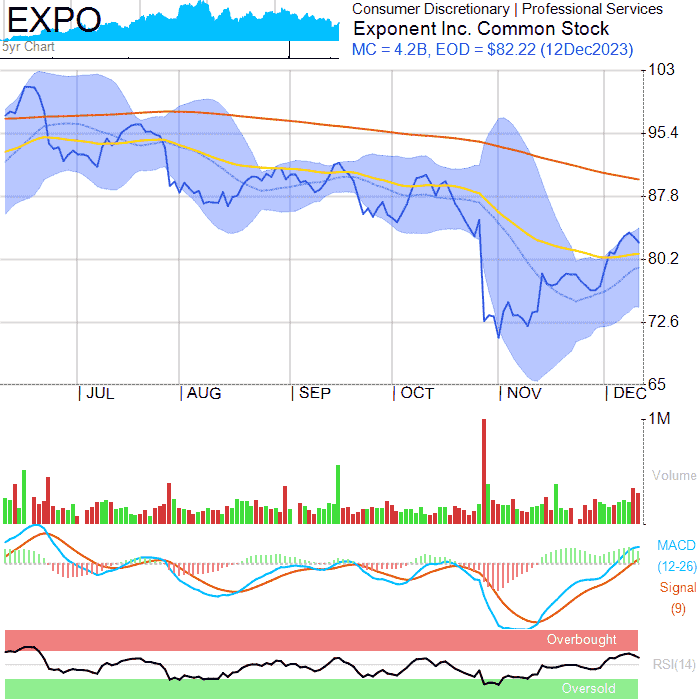 EXPO
5yr Chart
Consumer Discretionary | Professional Services
Exponent Inc. Common Stock
MC = 4.2B, EOD = $82.22 (12Dec2023)
103
95.4
87.8
80.2
72.6
65
JUL
AUG
SEP
OCT
NOV
DEC
1M
Volume
MACD
(12-26)
Signal
(9)
Overbought
RSI(14)
Oversold